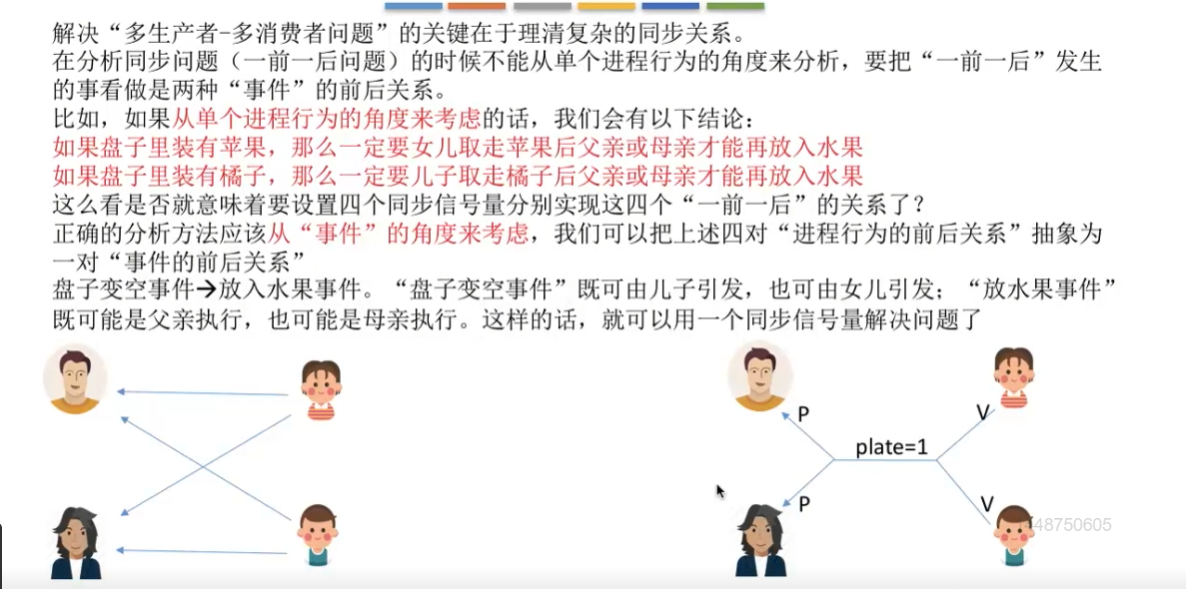 解决“多生产者-多消费者问题”的关键在于理清复杂的同步关系。
在分析同步问题（一前一后问题）的时候不能从单个进程行为的角度来分析，要把“一前一后”发生
的事看做是两种“事件”的前后关系。
比如，如果从单个进程行为的角度来考虑的话，我们会有以下结论：
如果盘子里装有苹果，那么一定要女儿取走苹果后父亲或母亲才能再放入水果
如果盘子里装有橘子，那么一定要儿子取走橘子后父亲或母亲才能再放入水果
这么看是否就意味着要设置四个同步信号量分别实现这四个“一前一后”的关系了？
正确的分析方法应该从“事件”的角度来考虑，我们可以把上述四对“进程行为的前后关系”抽象为
一对“事件的前后关系”
盘子变空事件→放入水果事件。“盘子变空事件”既可由儿子引发，也可由女儿引发；“放水果事件”
既可能是父亲执行，也可能是母亲执行。这样的话，就可以用一个同步信号量解决问题了
P
V
plate=1
P
V
48750605